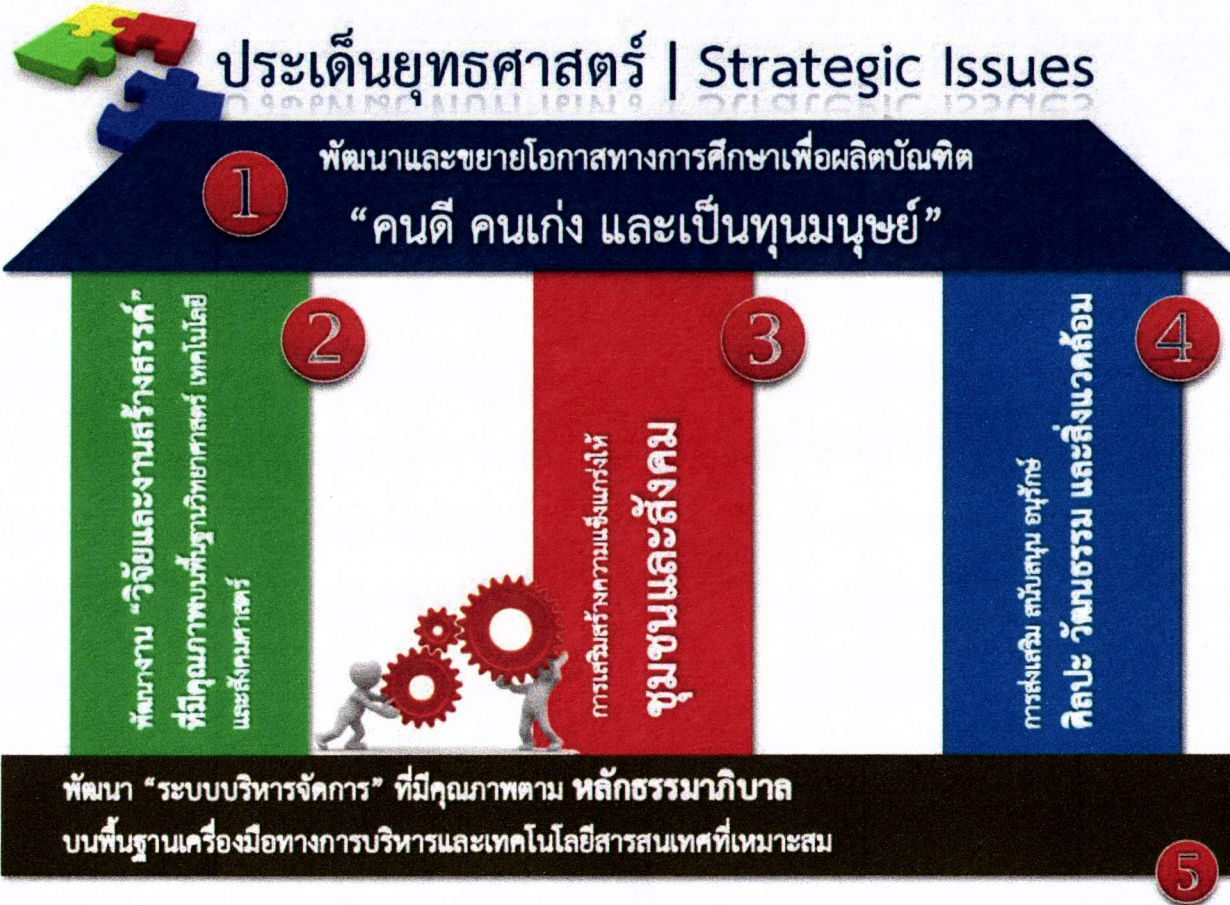 ประเด็นยุทธศาสตร์ | Strategic Issues
1
พัฒนาและขยายโอกาสทางการศึกษาเพื่อผลิตบัณฑิต
“คนดี คนเก่ง และเป็นทุนมนุษย์”
2
พัฒนางาน “วิจัยและงานสร้างสรรค์”
ที่มีคุณภาพบนพื้นฐานวิทยาศาสตร์ เทคโนโลยี
และสังคมศาสตร์
3
การเสริมสร้างความแข็งแกร่งให้
ชุมชนและสังคม
4
การส่งเสริม สนับสนุน อนุรักษ์
ศิลปะ วัฒนธรรม และสิ่งแวดล้อม
พัฒนา “ระบบบริหารจัดการ” ที่มีคุณภาพตาม หลักธรรมาภิบาล
บนพื้นฐานเครื่องมือทางการบริหารและเทคโนโลยีสารสนเทศที่เหมาะสม
5